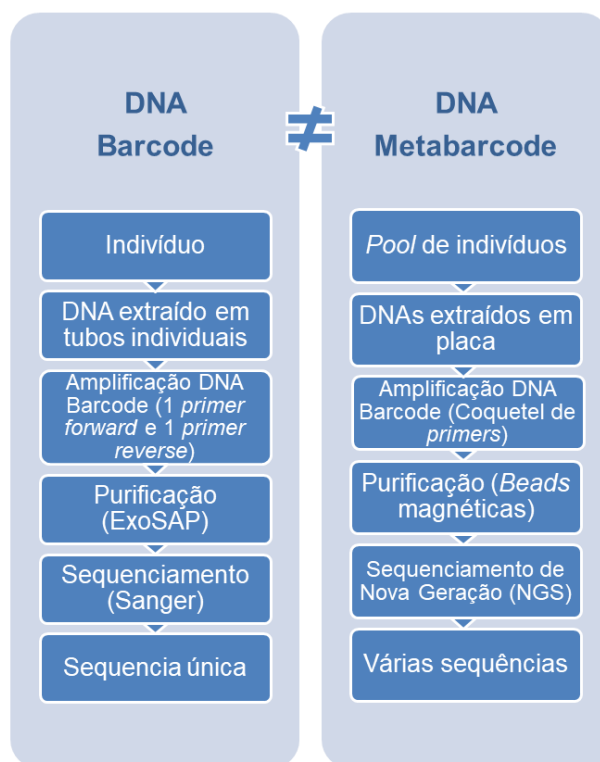 DNA
Barcode
≠
DNA
Metabarcode
Indivíduo
DNA extraído em
tubos individuais
Amplificação DNA
Barcode (1 primer
forward e 1 primer
reverse)
Purificação
(ExoSAP)
Sequenciamento
(Sanger)
Sequencia única
Pool de indivíduos
DNAs extraídos em
placa
Amplificação DNA
Barcode (Coquetel de
primers)
Purificação (Beads
magnéticas)
Sequenciamento de
Nova Geração (NGS)
Várias sequências